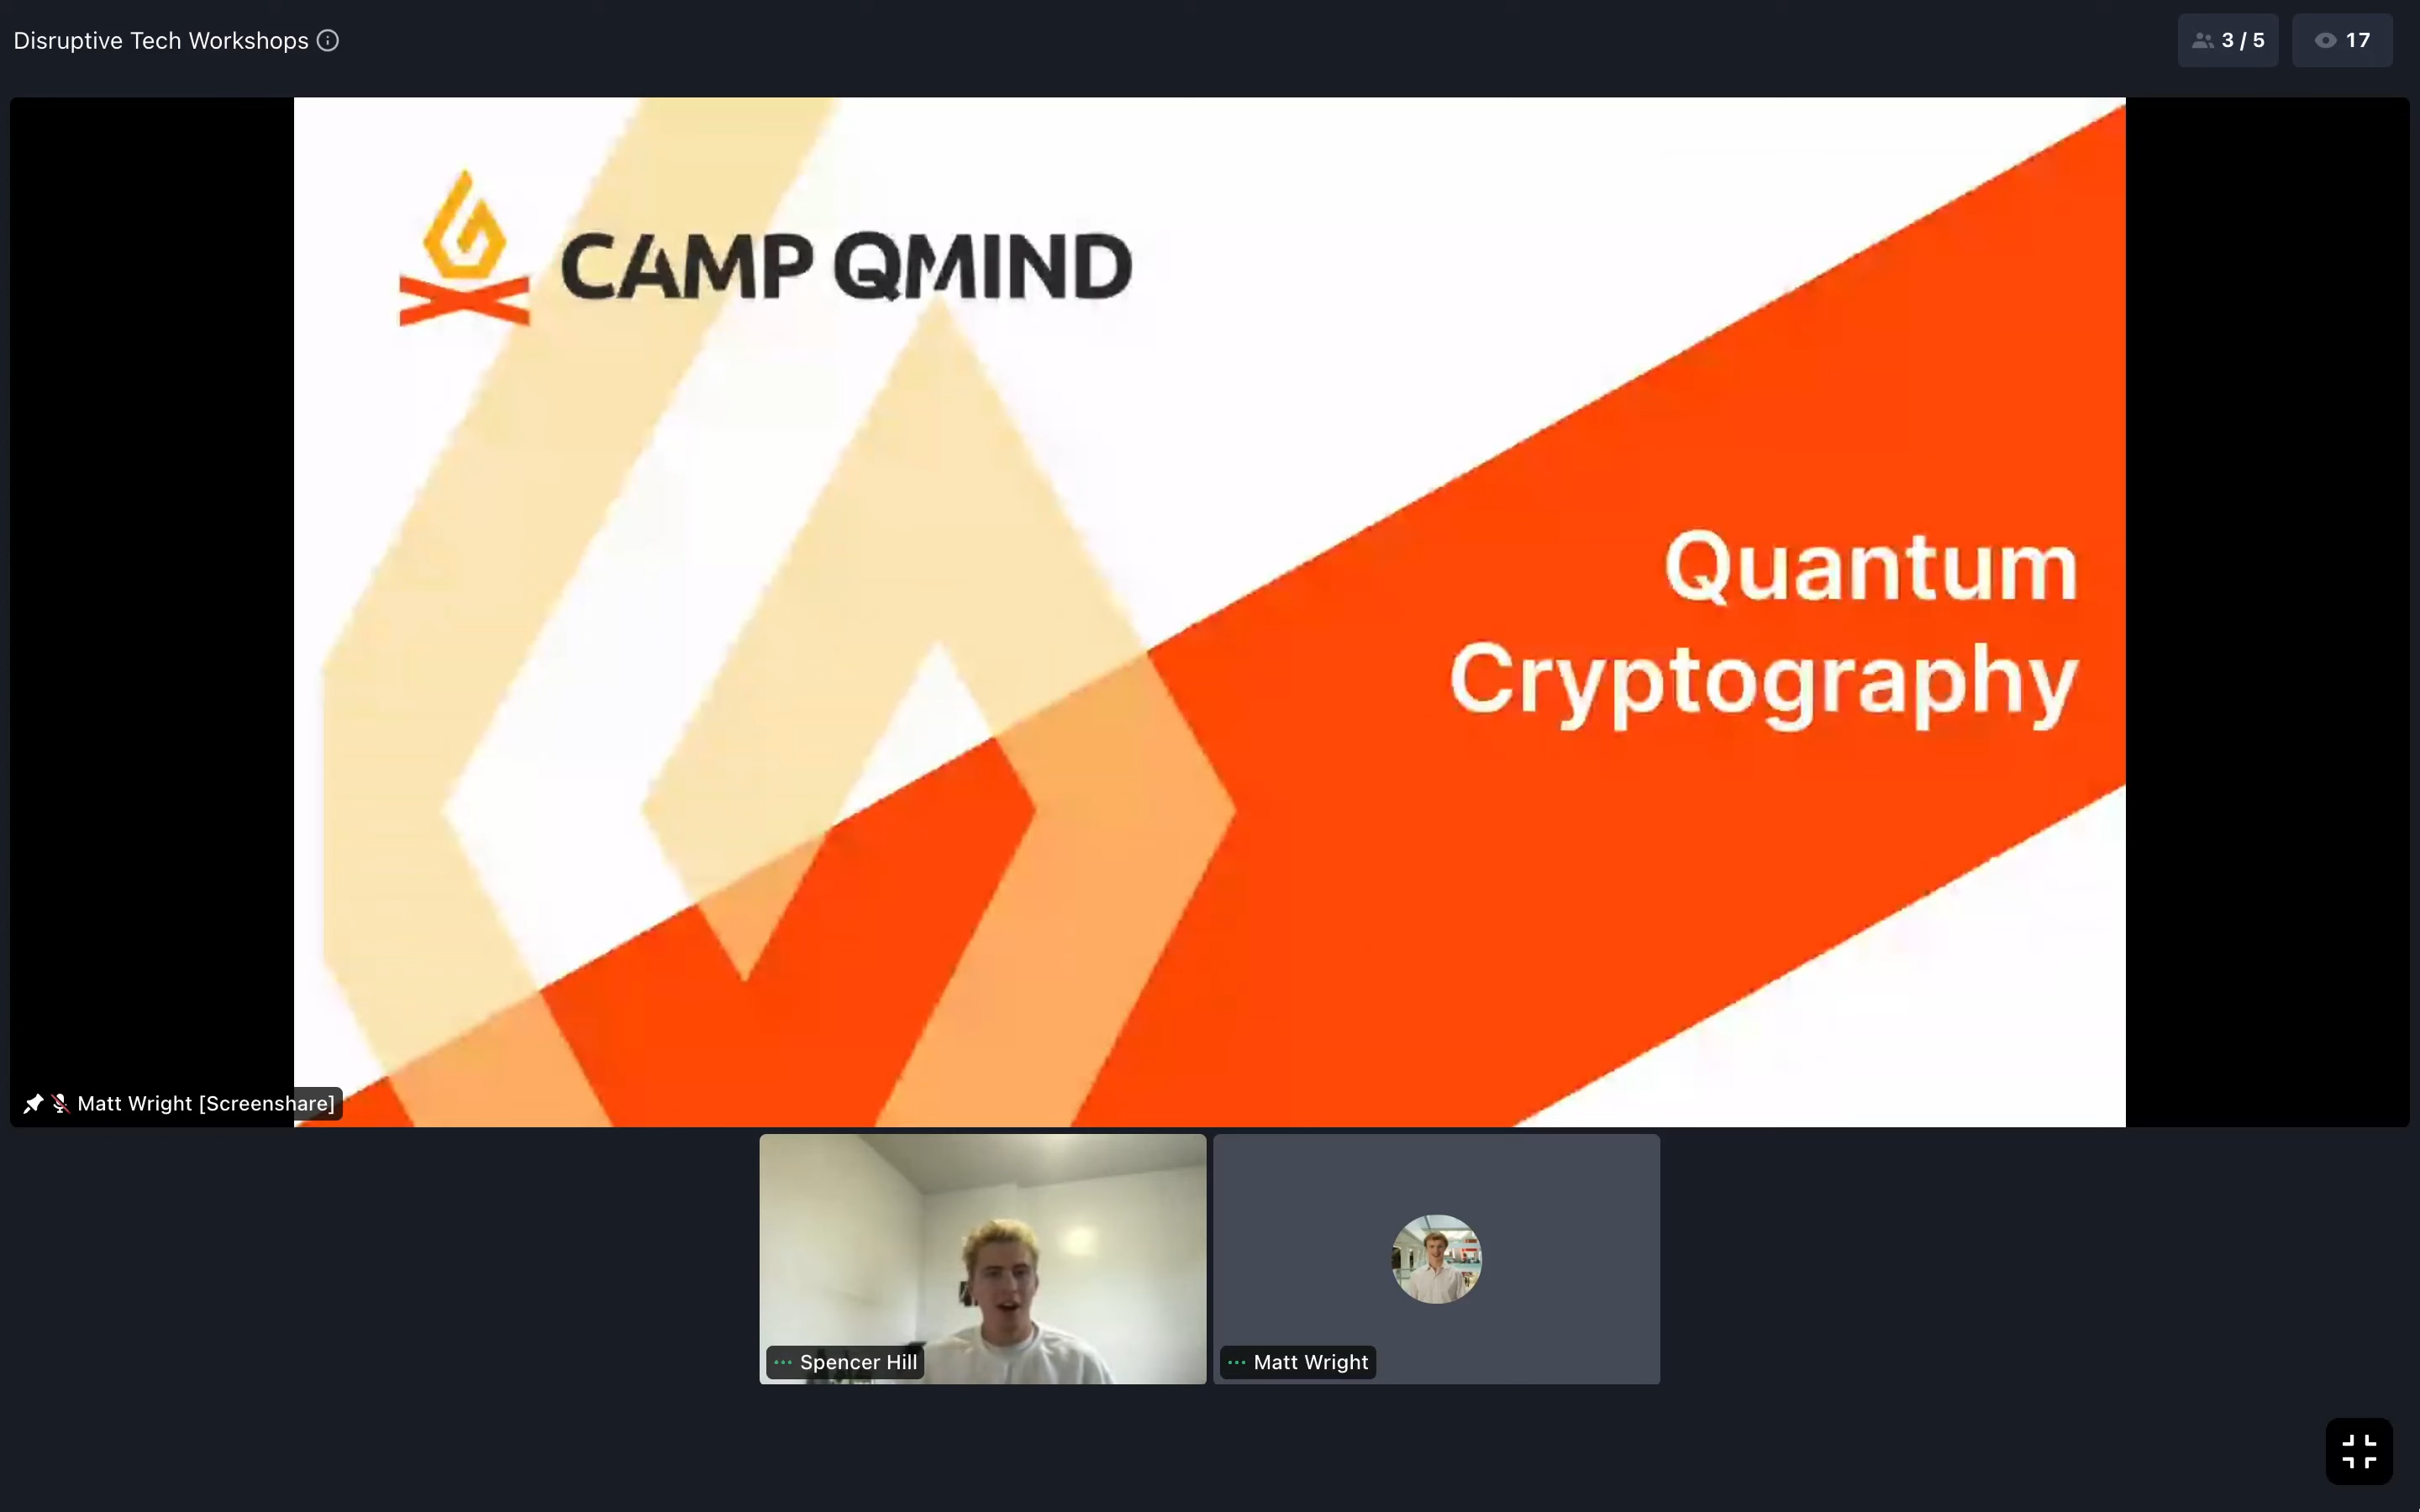 Disruptive Tech Workshops
3 / 5
17
CAMP QMIND
Quantum
Cryptography
Matt Wright [Screenshare]
Spencer Hill
Matt Wright